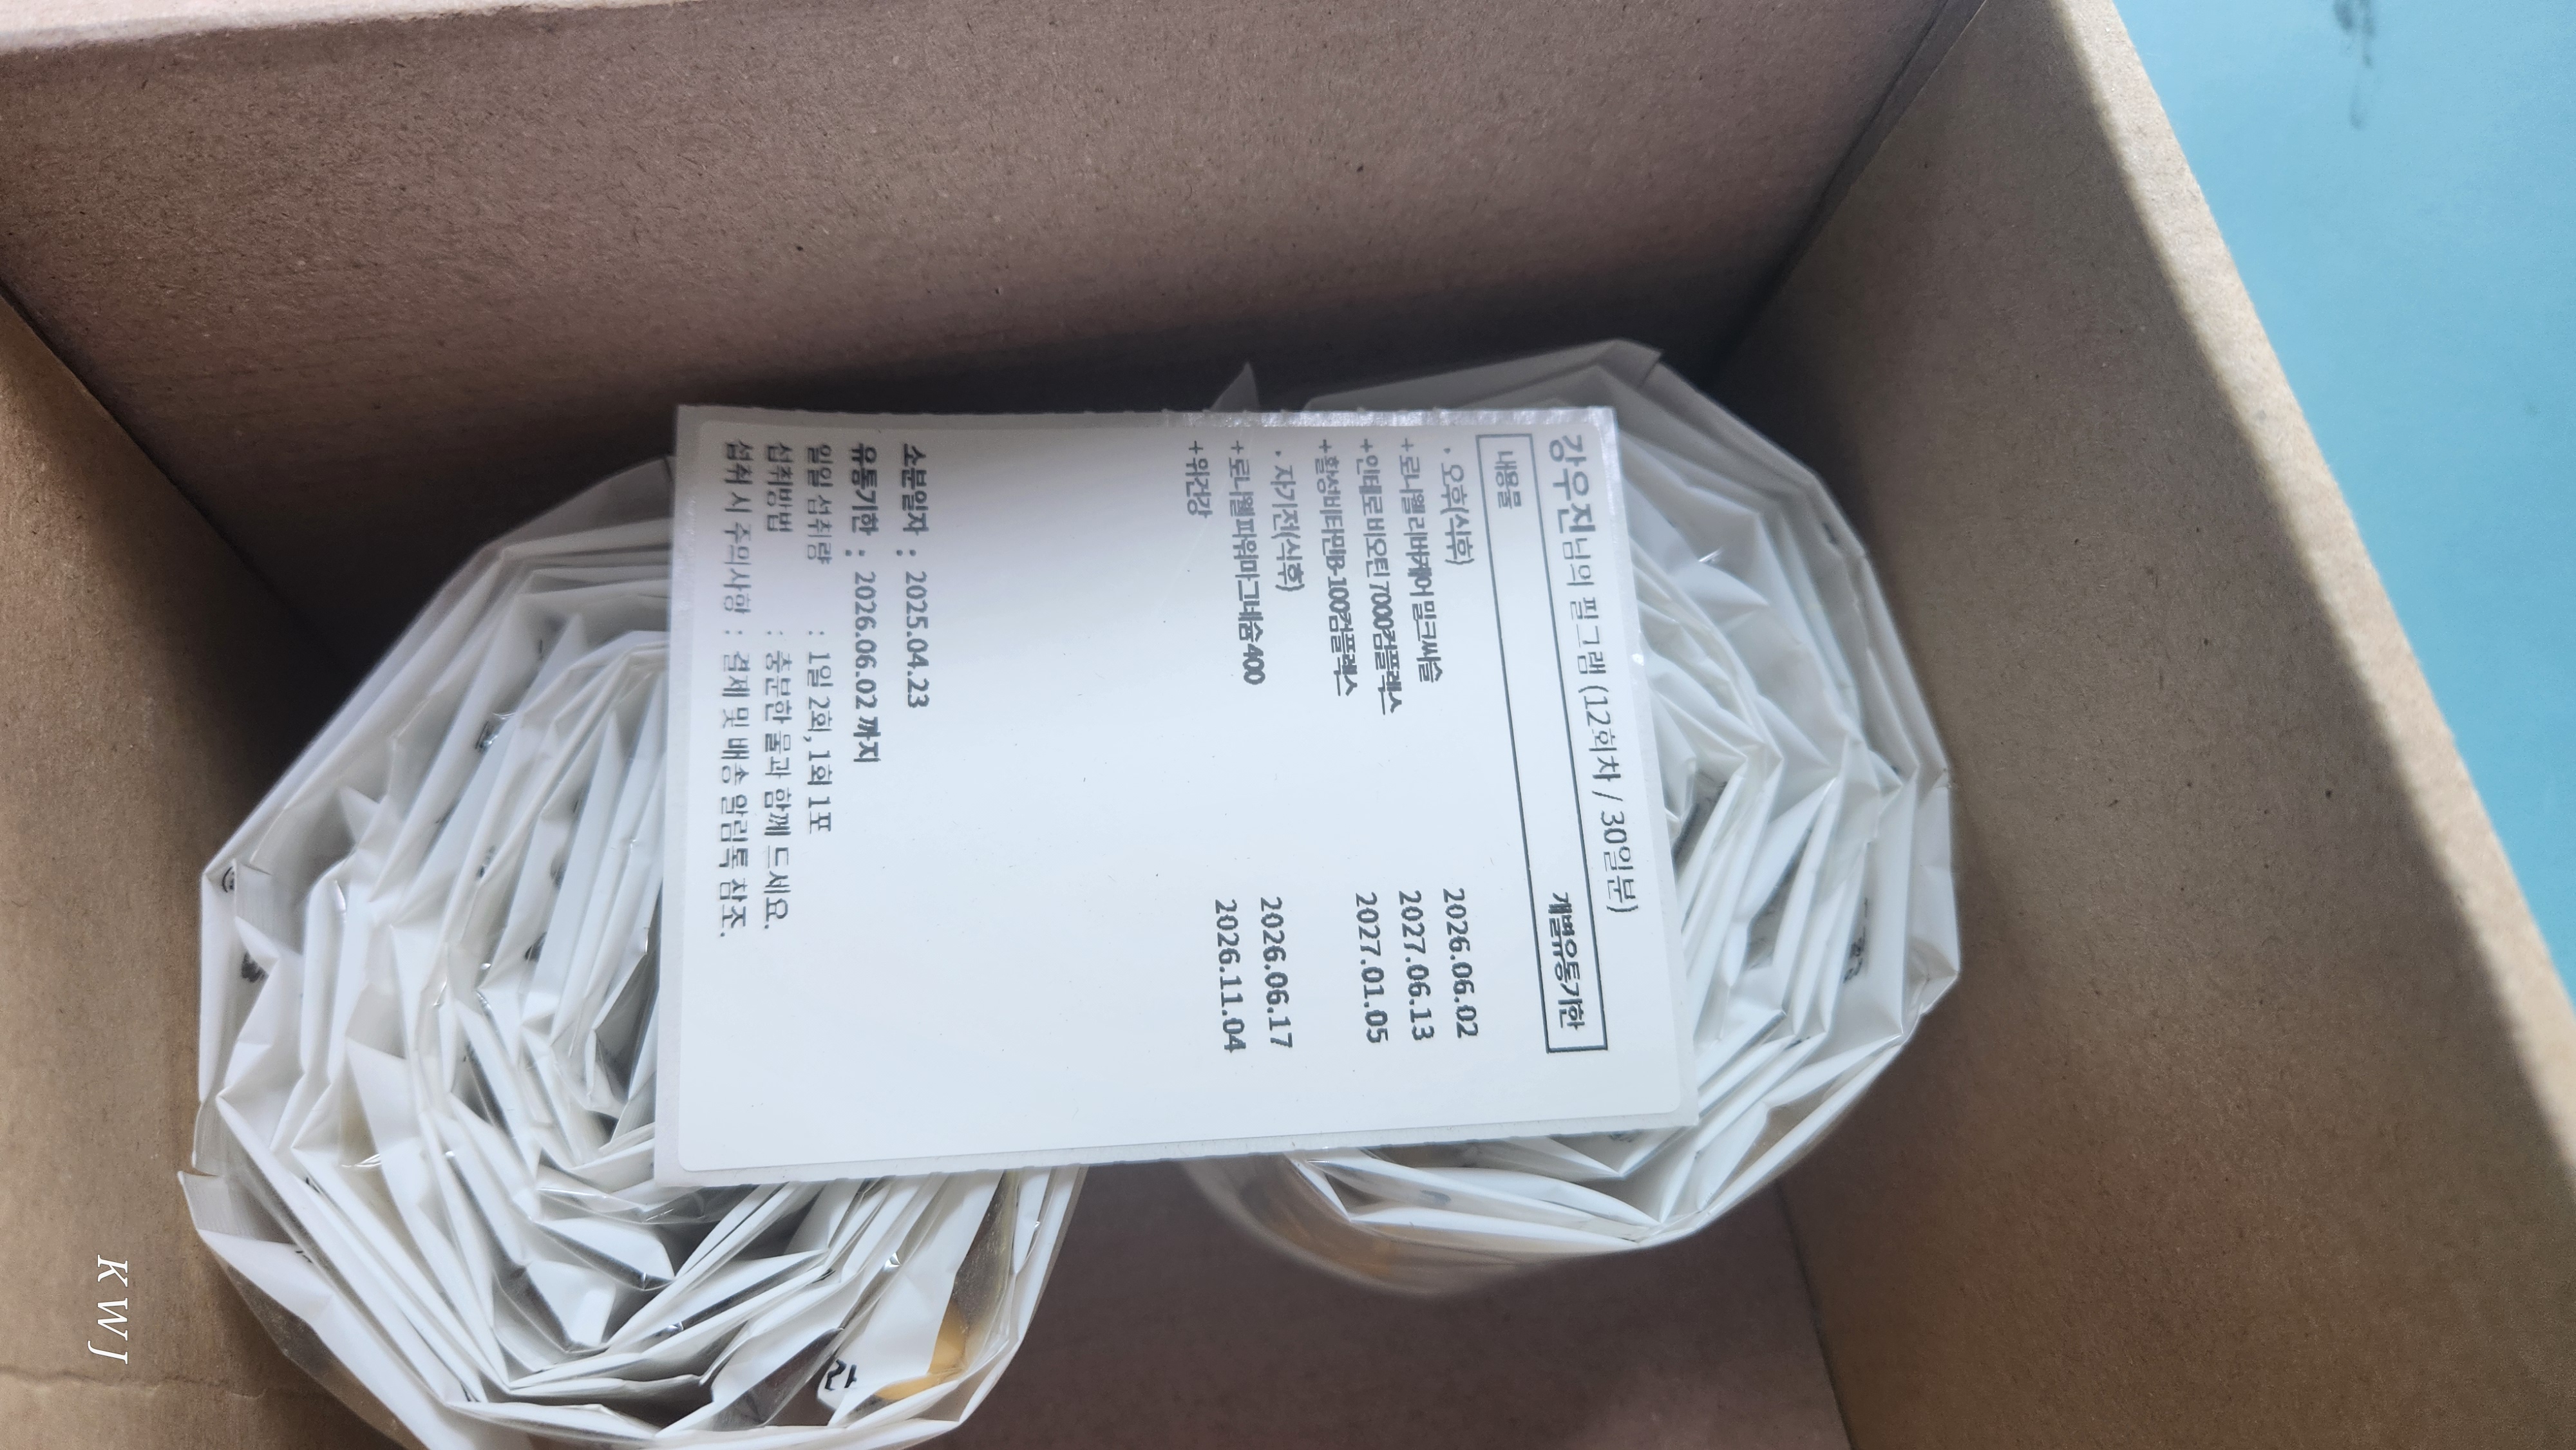 강우진님의 필그램 (12회차 / 30일분)
내용물 개별유통기한
· 오후(식후)
+로니웰 리버케어 밀크씨슬 2026.06.02
+인테로 비오틴 7000컴플렉스 2027.06.13
+활성비타민B-100컴플렉스 2027.01.05
· 자기전(식후)
+로니웰 파워마그네슘400 2026.06.17
+위건강 2026.11.04
소분일자 : 2025.04.23
유통기한 : 2026.06.02 까지
일일 섭취량 : 1일 2회, 1회 1포
섭취방법 : 충분한 물과 함께 드세요.
섭취 시 주의사항 : 결제 및 배송 알림톡 참조.
KWJ